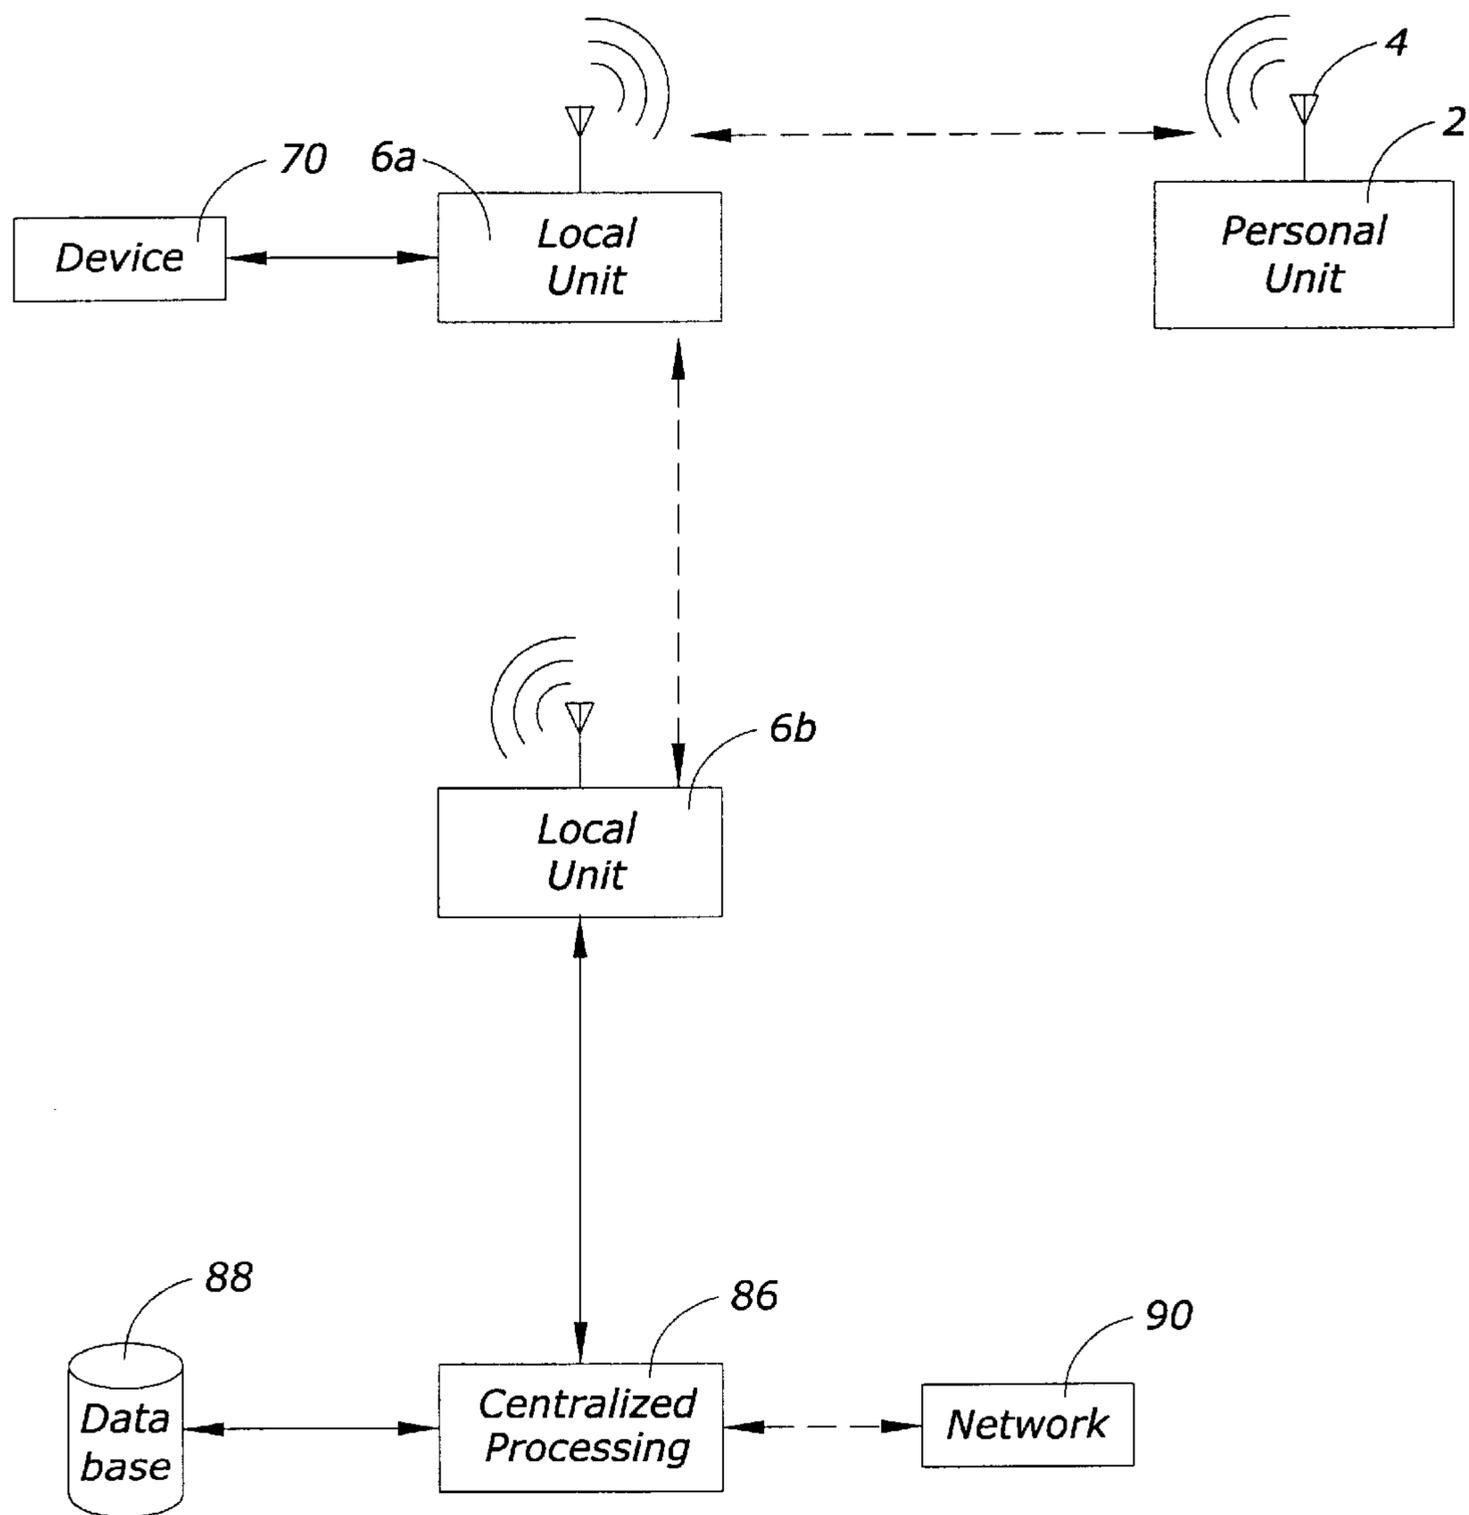 4
2
70
6a
Device
Local
Unit
Personal
Unit
6b
Local
Unit
88
86
90
Data
base
Centralized
Processing
Network